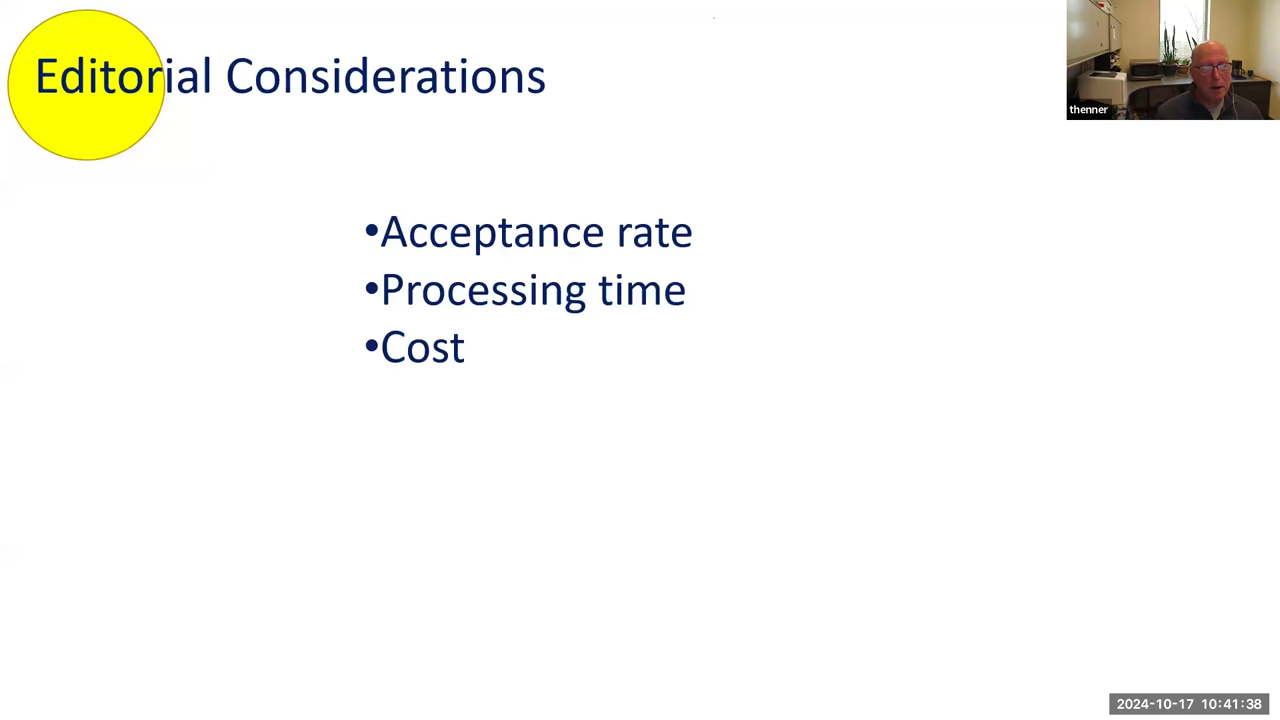 Editorial Considerations
thenner
•Acceptance rate
•Processing time
•Cost
2024-10-17 10:41:38